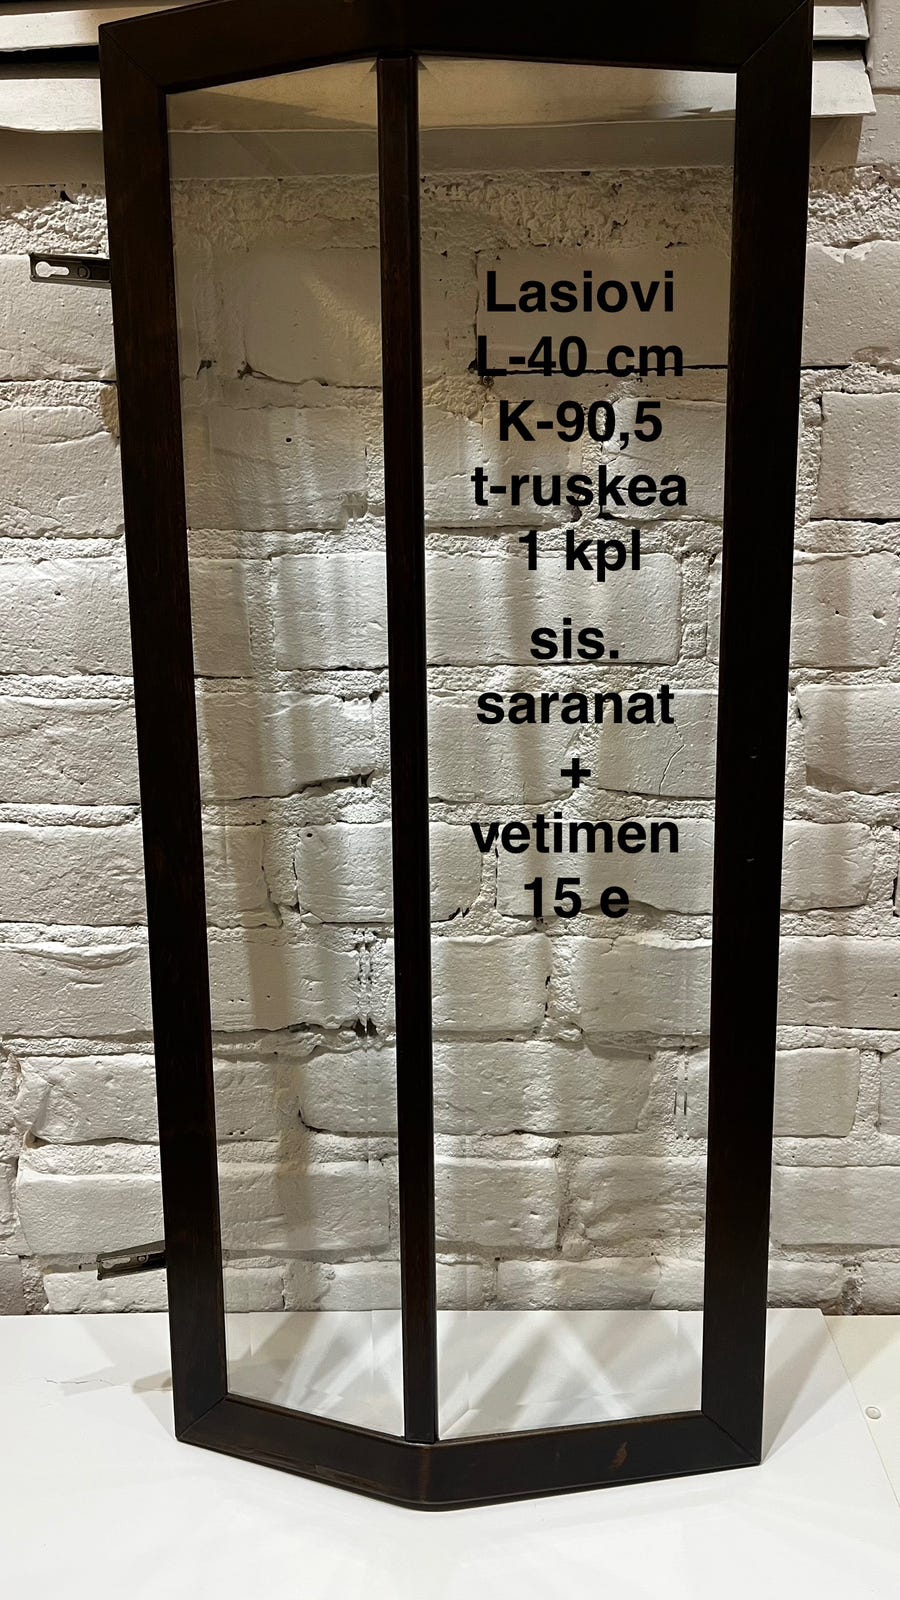 Lasiovi
L-40 cm
K-90,5
t-ruskea
1 kpl
sis.
saranat
+
vetimen
15 e